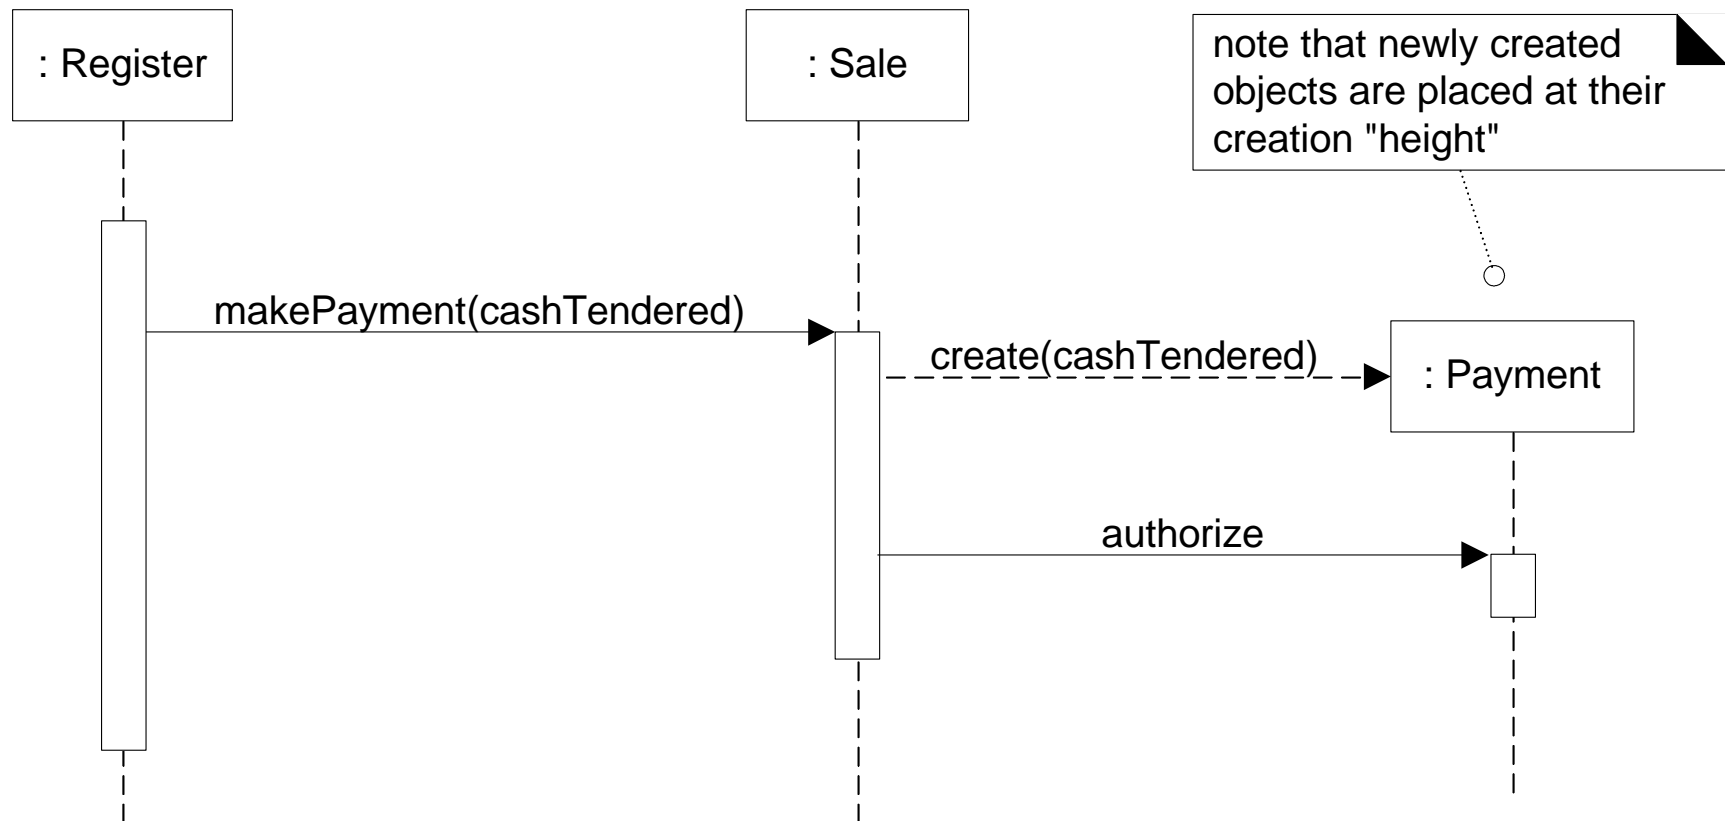 : Register
: Sale
note that newly created
objects are placed at their
creation "height"
makePayment(cashTendered)
create(cashTendered)
: Payment
authorize